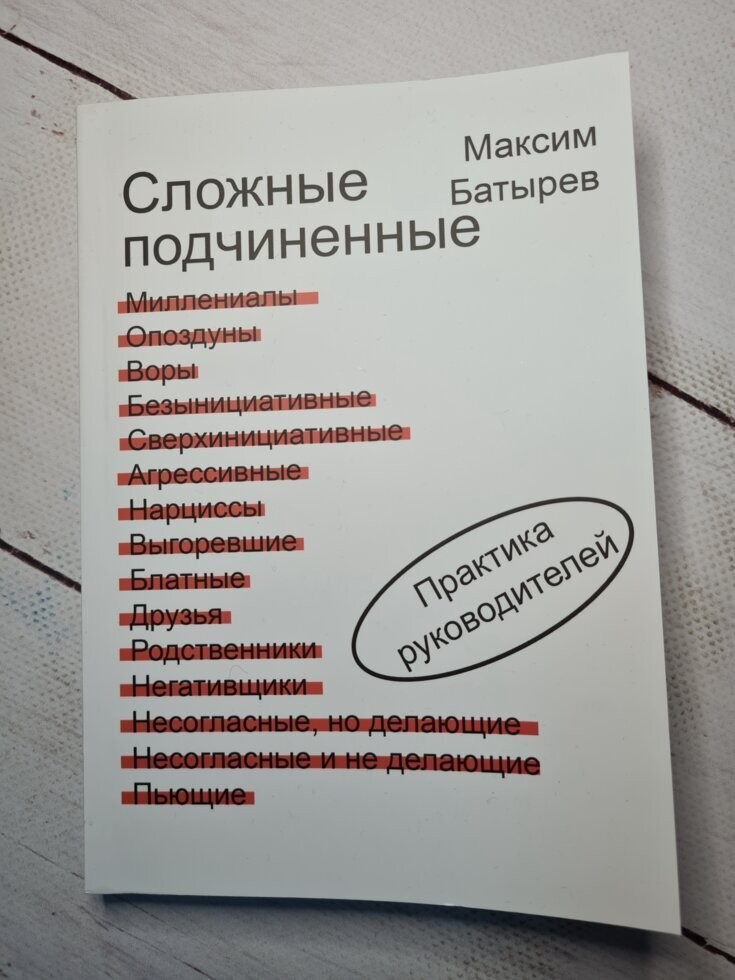 Максим
Батырев
Сложные
подчиненные
Миллениалы
Опоздуны
Воры
Безынициативные
Сверхинициативные
Агрессивные
Нарциссы
Выгоревшие
Блатные
Друзья
Родственники
Негативщики
Несогласные, но делающие
Несогласные и не делающие
Пьющие
Практика
руководителей